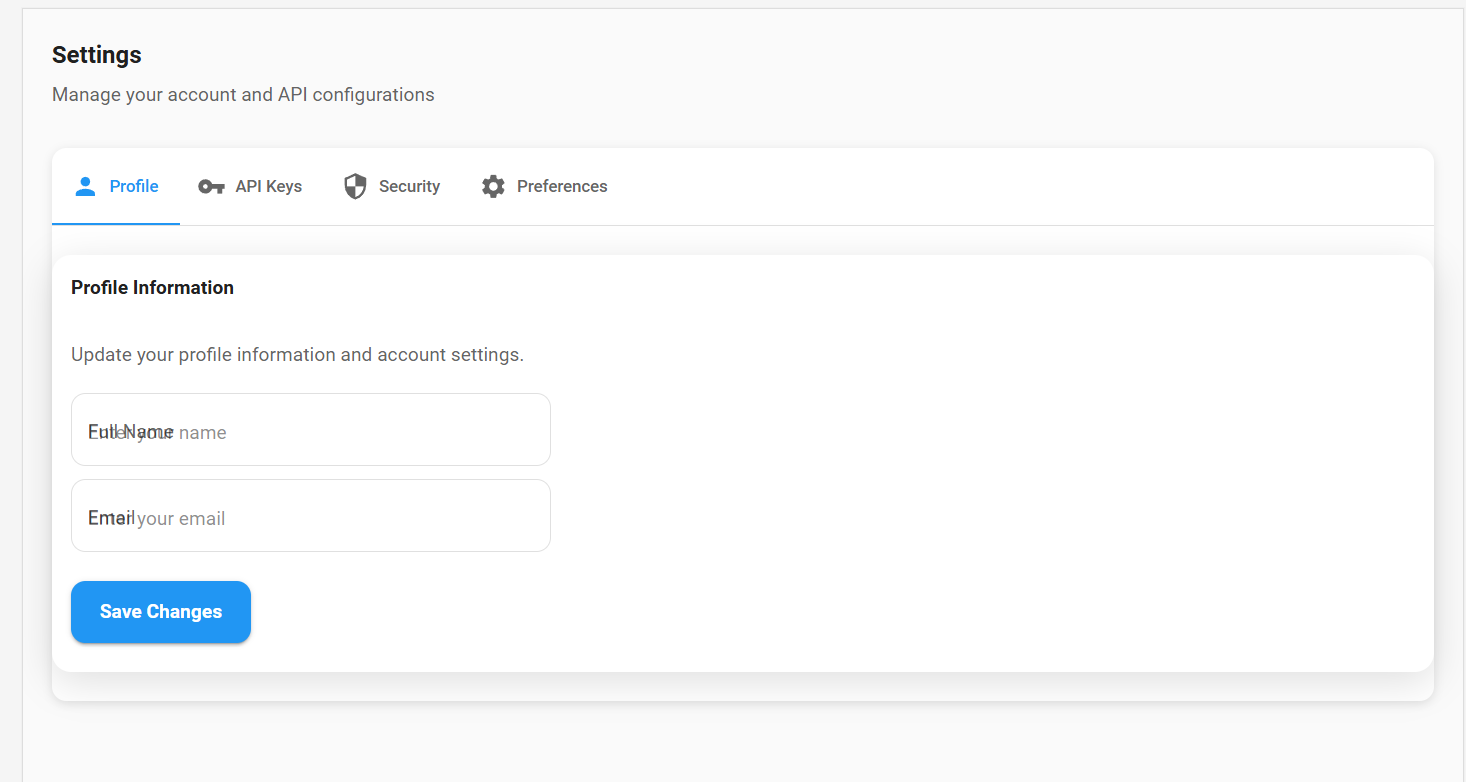 Settings
Manage your account and API configurations
Profile
API Keys
Security
Preferences
Profile Information
Update your profile information and account settings.
Full Name
Enter your name
Email
Enter your email
Save Changes